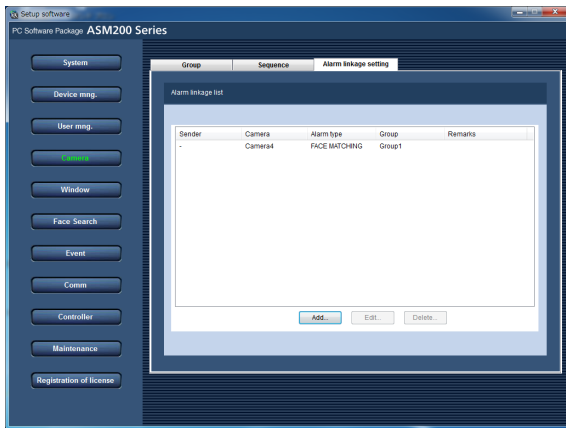 Setup software
PC Software Package ASM200 Series
System
Device mng.
User mng.
Camera
Window
Face Search
Event
Comm
Controller
Maintenance
Registration of license
Group Sequence Alarm linkage setting
Alarm linkage list
Sender Camera Alarm type Group Remarks
- Camera4 FACE MATCHING Group1
Add... Edit... Delete...